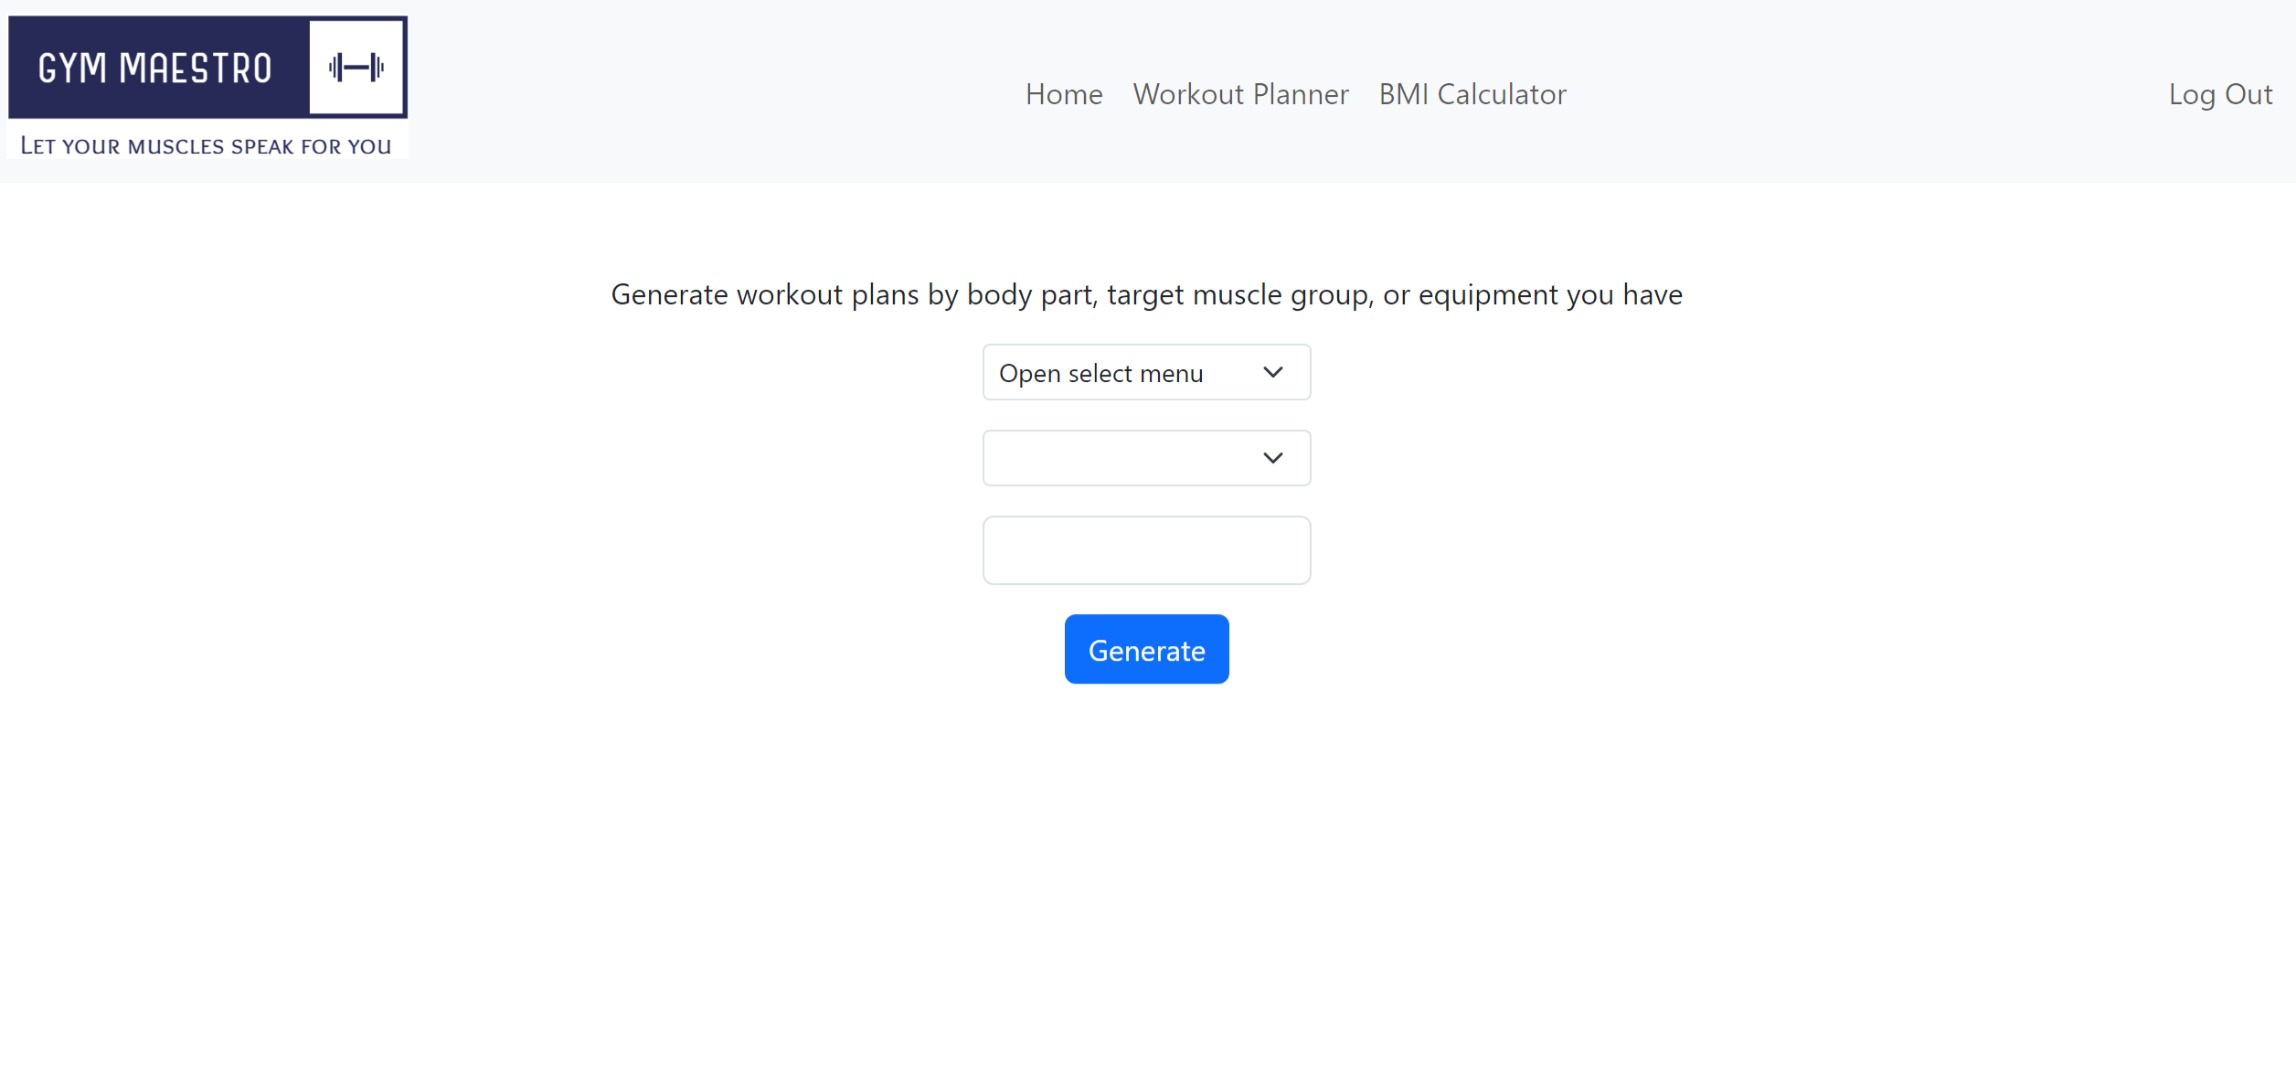 GYM MAESTRO
LET YOUR MUSCLES SPEAK FOR YOU
Home Workout Planner BMI Calculator Log Out
Generate workout plans by body part, target muscle group, or equipment you have
Open select menu
Generate